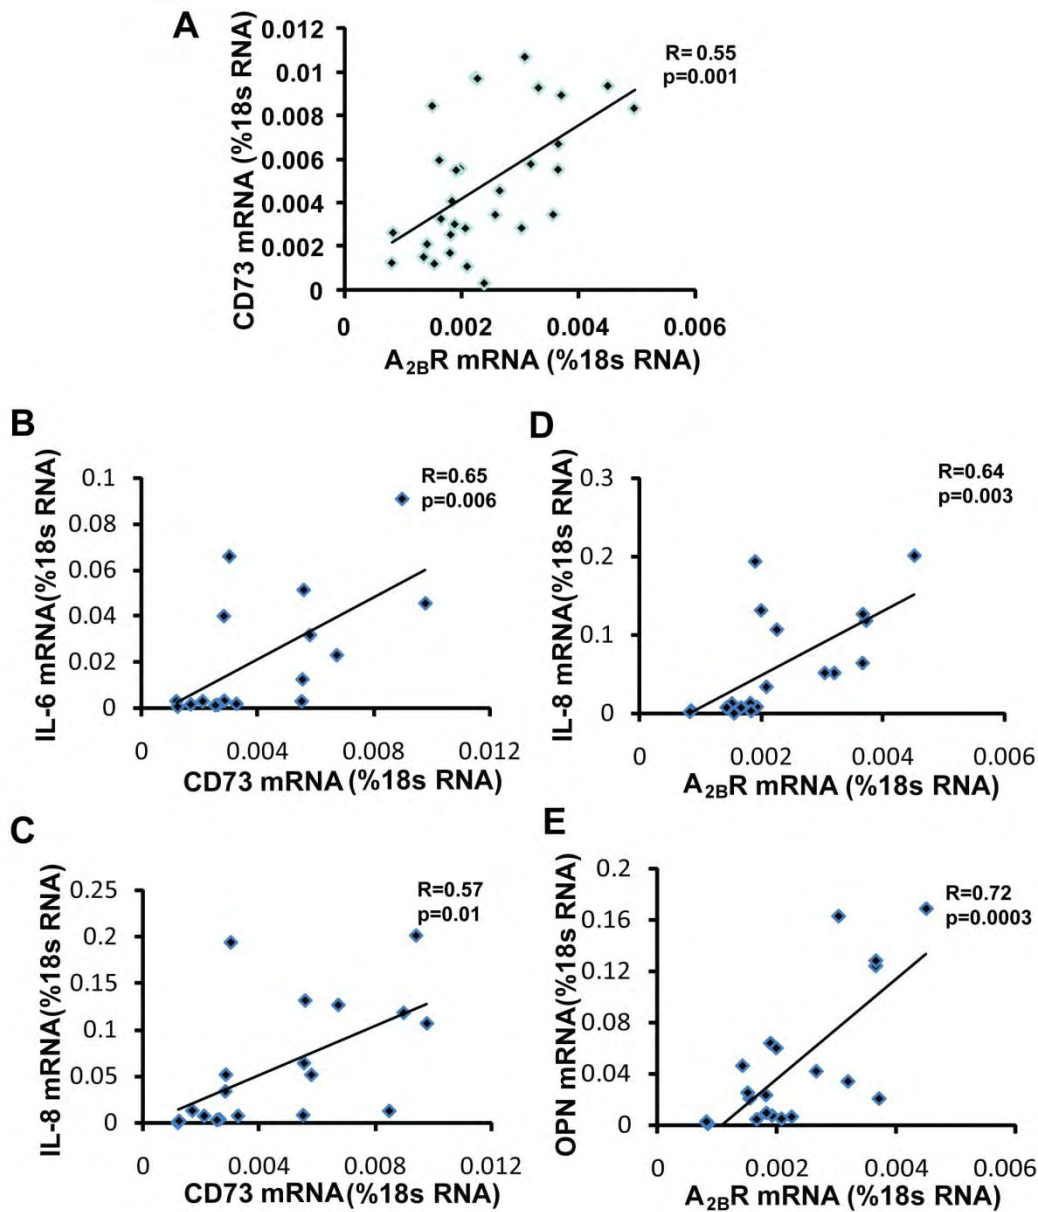 A
R= 0.55
p=0.001
CD73 mRNA (%18s RNA)
0.012
0.01
0.008
0.006
0.004
0.002
0
0 0.002 0.004 0.006
A2BR mRNA (%18s RNA)
B
R=0.65
p=0.006
IL-6 mRNA(%18s RNA)
0.1
0.08
0.06
0.04
0.02
0
0 0.004 0.008 0.012
CD73 mRNA (%18s RNA)
D
R=0.64
p=0.003
IL-8 mRNA(%18s RNA)
0.3
0.2
0.1
0
0 0.002 0.004 0.006
A2BR mRNA (%18s RNA)
C
R=0.57
p=0.01
IL-8 mRNA(%18s RNA)
0.25
0.2
0.15
0.1
0.05
0
0 0.004 0.008 0.012
CD73 mRNA(%18s RNA)
E
R=0.72
p=0.0003
OPN mRNA(%18s RNA)
0.2
0.16
0.12
0.08
0.04
0
0 0.002 0.004 0.006
A2BR mRNA (%18s RNA)